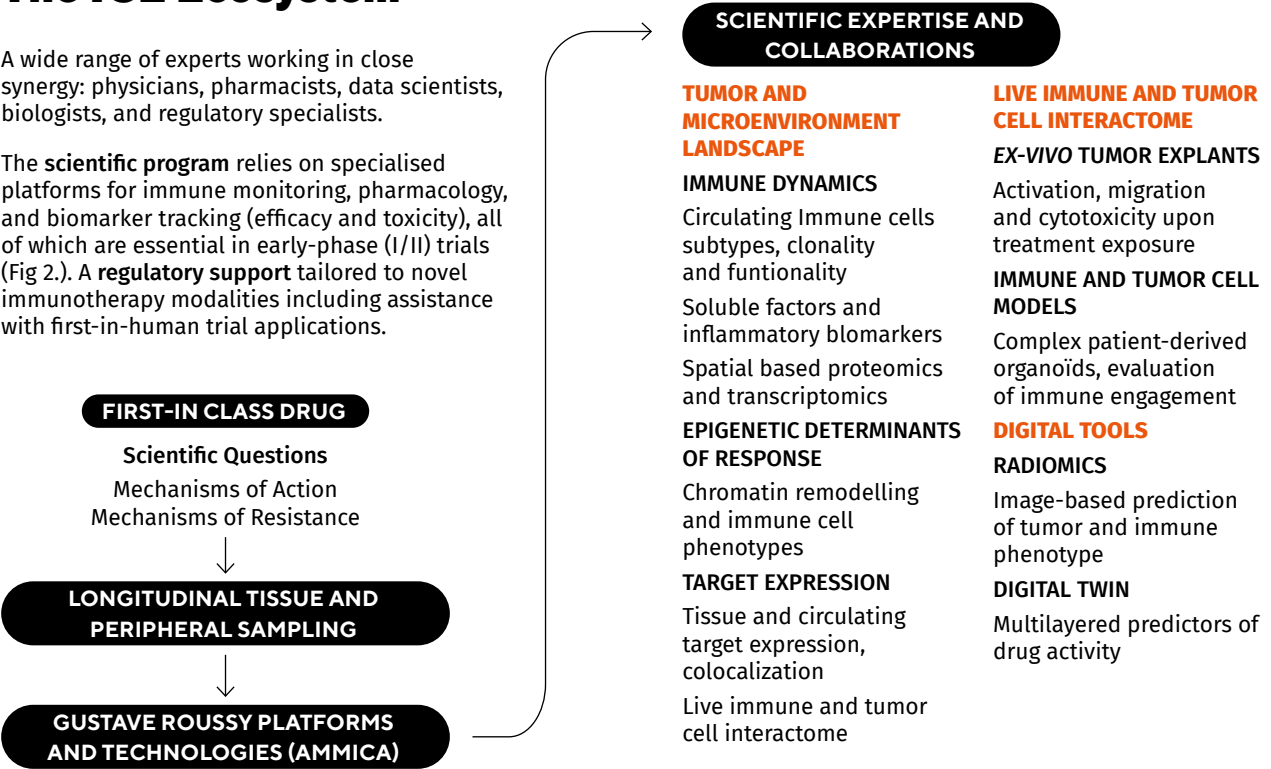 A wide range of experts working in close
synergy: physicians, pharmacists, data scientists,
biologists, and regulatory specialists.
The scientific program relies on specialised
platforms for immune monitoring, pharmacology,
and biomarker tracking (efficacy and toxicity), all
of which are essential in early-phase (I/II) trials
(Fig 2.). A regulatory support tailored to novel
immunotherapy modalities including assistance
with first-in-human trial applications.
FIRST-IN CLASS DRUG
Scientific Questions
Mechanisms of Action
Mechanisms of Resistance
LONGITUDINAL TISSUE AND
PERIPHERAL SAMPLING
GUSTAVE ROUSSY PLATFORMS
AND TECHNOLOGIES (AMMICA)
SCIENTIFIC EXPERTISE AND
COLLABORATIONS
TUMOR AND
MICROENVIRONMENT
LANDSCAPE
IMMUNE DYNAMICS
Circulating Immune cells
subtypes, clonality
and funtionality
Soluble factors and
inflammatory biomarkers
Spatial based proteomics
and transcriptomics
EPIGENETIC DETERMINANTS
OF RESPONSE
Chromatin remodelling
and immune cell
phenotypes
TARGET EXPRESSION
Tissue and circulating
target expression,
colocalization
Live immune and tumor
cell interactome
LIVE IMMUNE AND TUMOR
CELL INTERACTOME
EX-VIVO TUMOR EXPLANTS
Activation, migration
and cytotoxicity upon
treatment exposure
IMMUNE AND TUMOR CELL
MODELS
Complex patient-derived
organoïds, evaluation
of immune engagement
DIGITAL TOOLS
RADIOMICS
Image-based prediction
of tumor and immune
phenotype
DIGITAL TWIN
Multilayered predictors of
drug activity